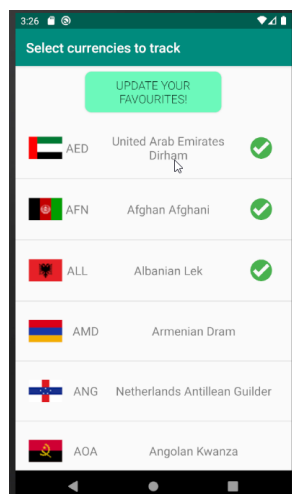 3:26
Select currencies to track
UPDATE YOUR
FAVOURITES!
AED United Arab Emirates
Dirham
AFN Afghan Afghani
ALL Albanian Lek
AMD Armenian Dram
ANG Netherlands Antillean Guilder
AOA Angolan Kwanza